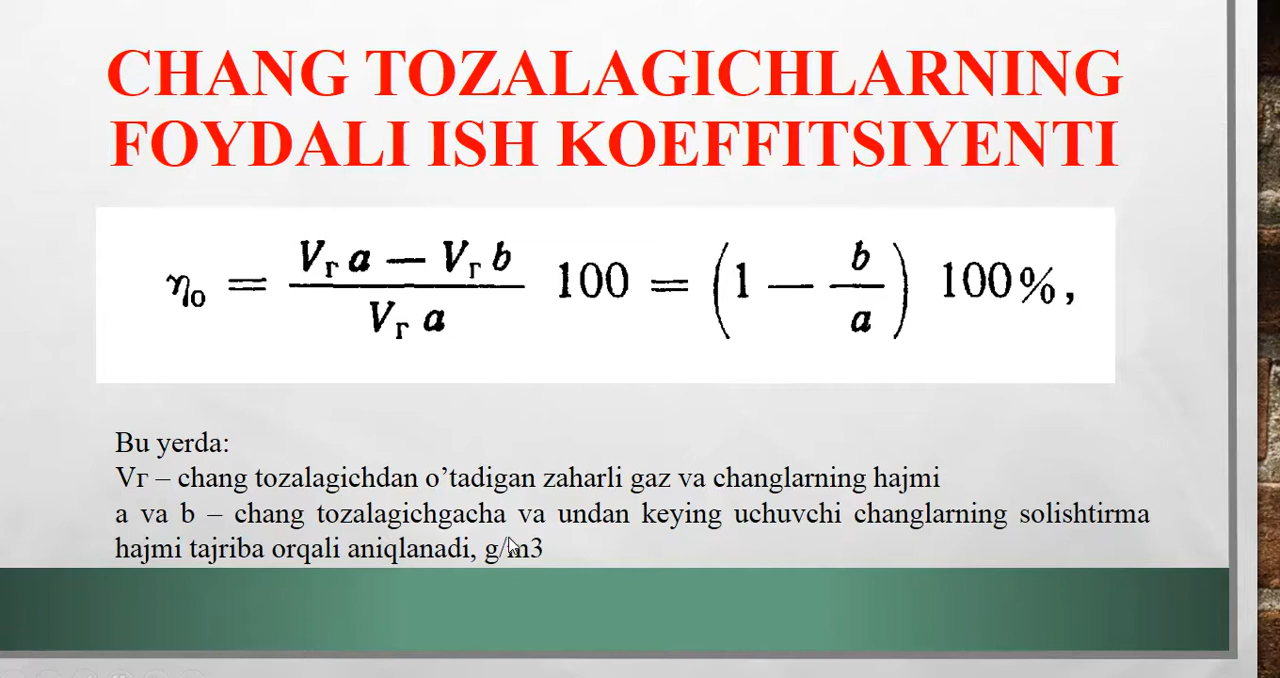 CHANG TOZALAGICHLARNING
FOYDALI ISH KOEFFITSIYENTI
η₀ = (Vг a — Vг b) / (Vг a) 100 = (1 — b/a) 100%,
Bu yerda:
Vг – chang tozalagichdan o’tadigan zaharli gaz va changlarning hajmi
a va b – chang tozalagichgacha va undan keying uchuvchi changlarning solishtirma
hajmi tajriba orqali aniqlanadi, g/m3